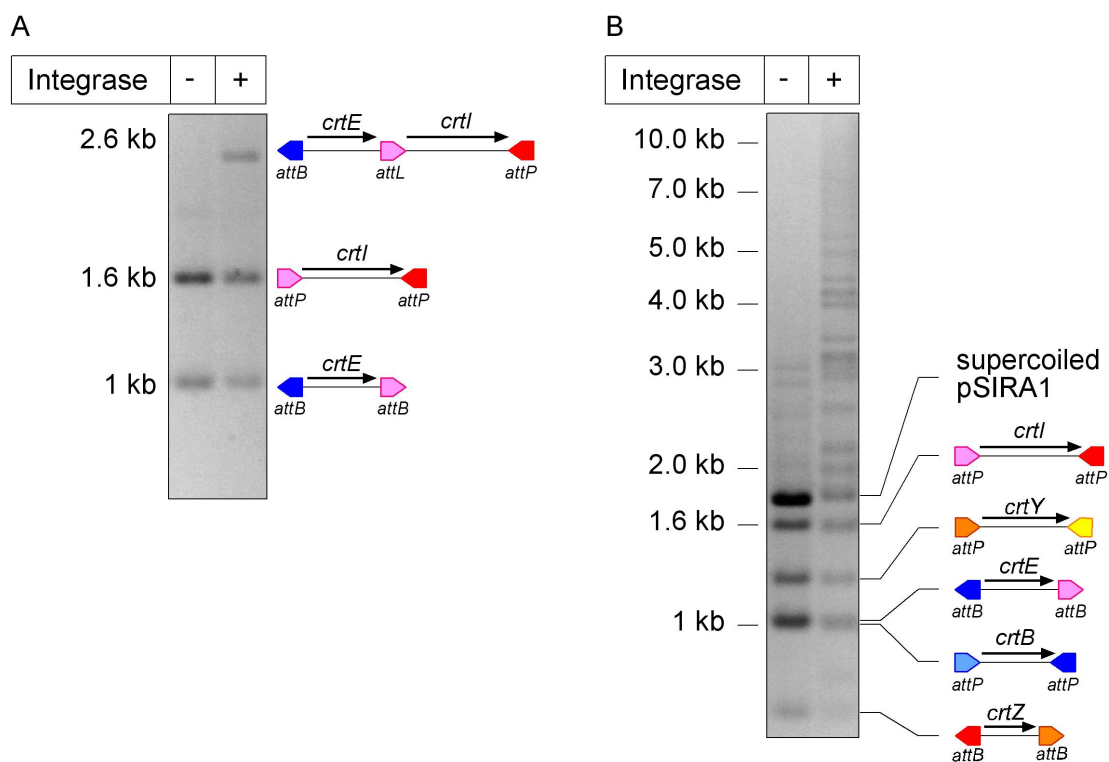 A
Integrase - +
2.6 kb
crtE crtI
attB attL attP
1.6 kb
crtI
attP attP
1 kb
crtE
attB attB
B
Integrase - +
10.0 kb
7.0 kb
5.0 kb
4.0 kb
3.0 kb
2.0 kb
1.6 kb
1 kb
supercoiled
pSIRA1
crtI
attP attP
crtY
attP attP
crtE
attB attB
crtB
attP attP
crtZ
attB attB